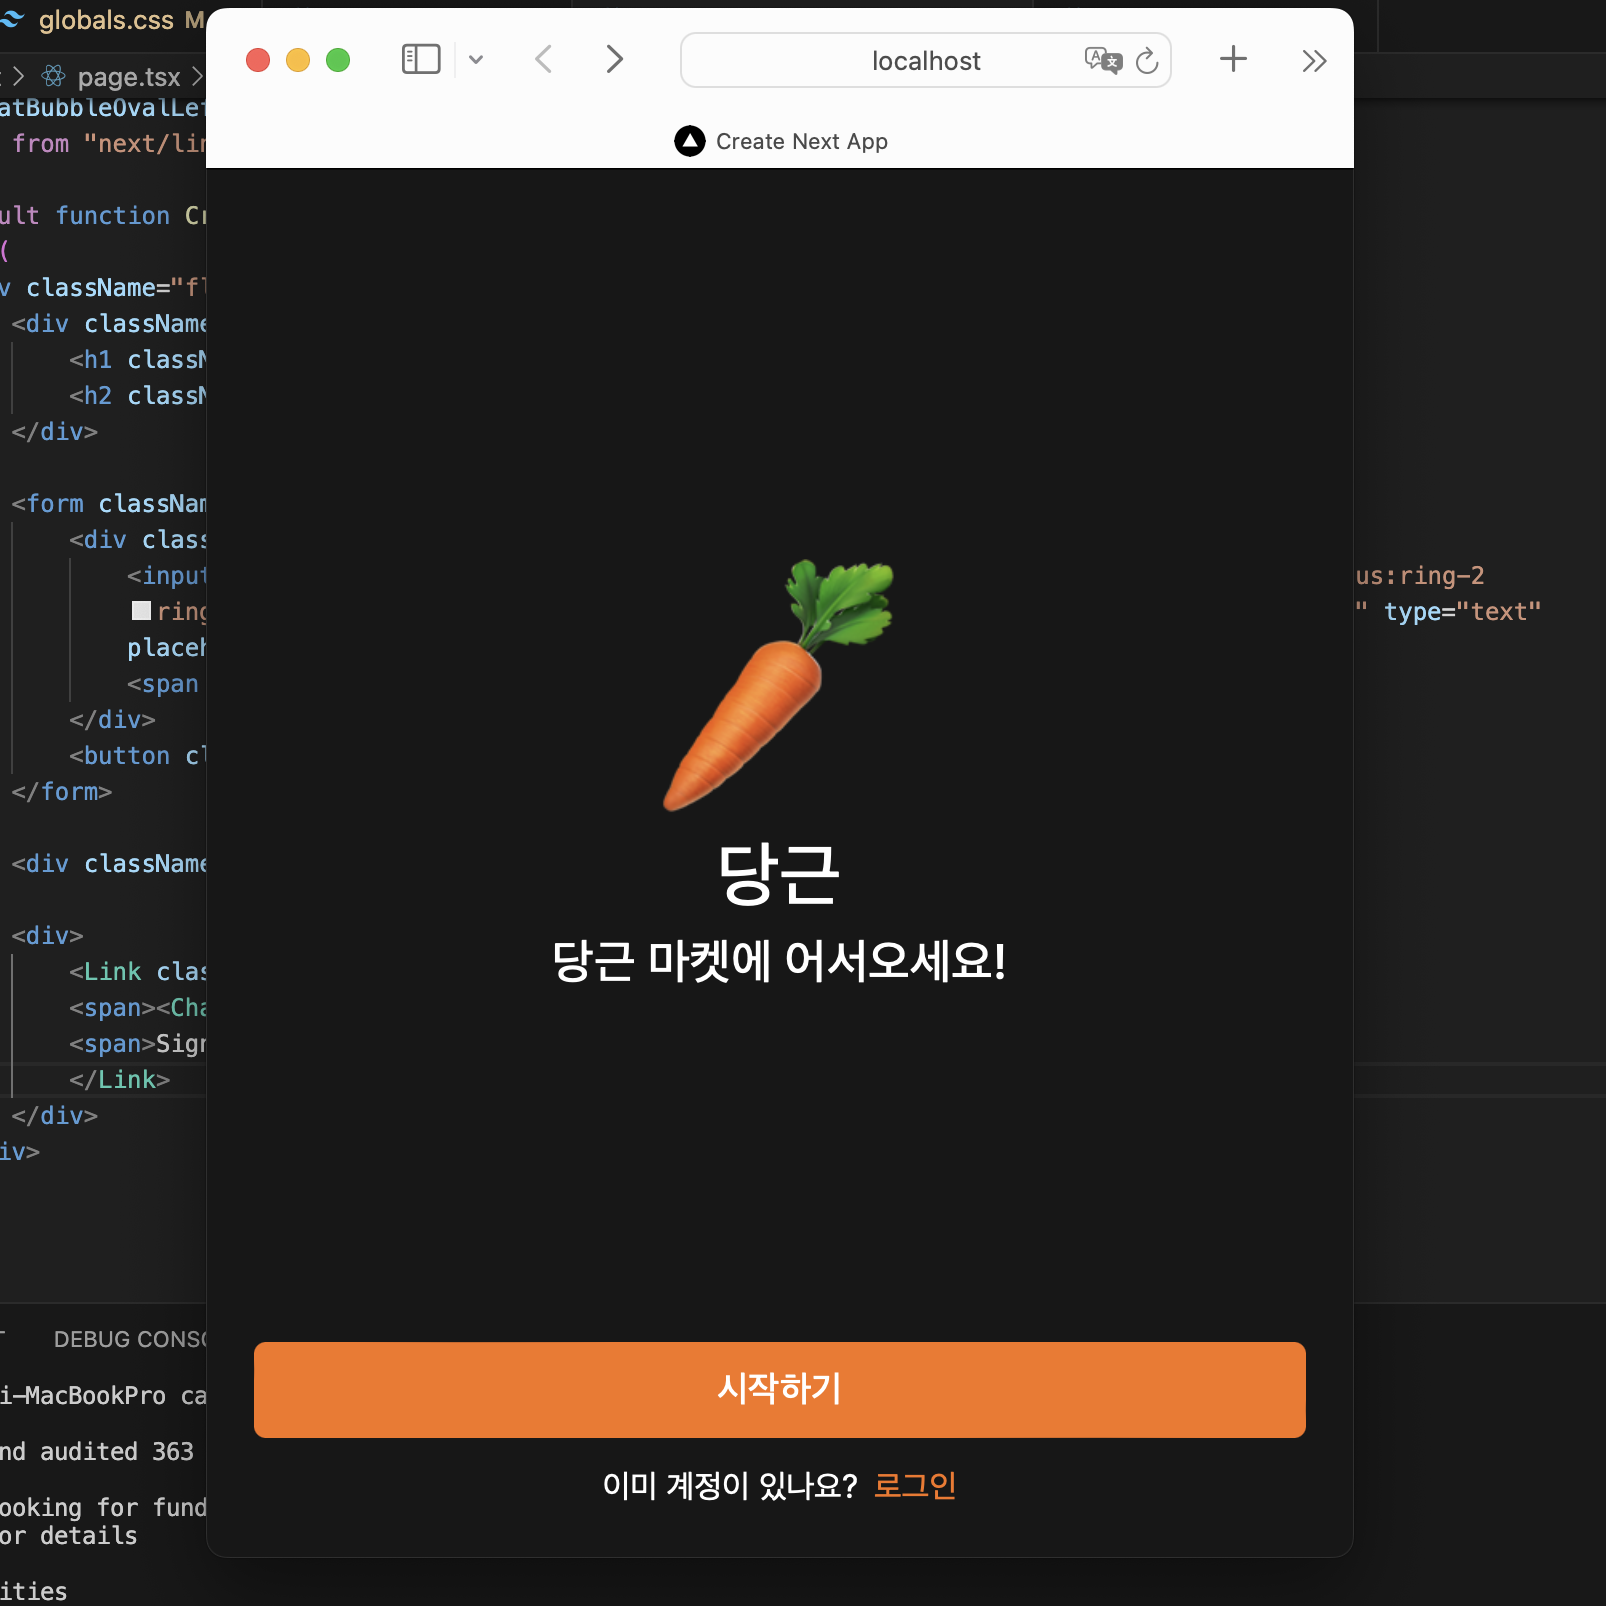 globals.css M
page.tsx
localhost
Create Next App
from "next/lin
ult function Cr
(
v className="fl
<div className
<h1 classN
<h2 classN
</div>
<form classNam
<div class
<input
us:ring-2
ring
" type="text"
placeh
<span
</div>
<button cl
</form>
<div className
<div>
<Link clas
<span><Cha
<span>Sign
</Link>
</div>
iv>
당근
당근 마켓에 어서오세요!
시작하기
이미 계정이 있나요? 로그인
DEBUG CONSO
i-MacBookPro ca
nd audited 363
ooking for fund
or details
ities